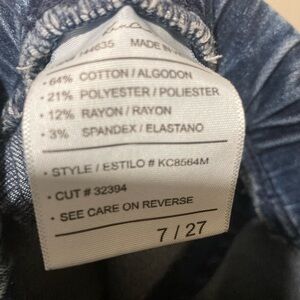 44635 MADE IN
• 64% COTTON / ALGODON
• 21% POLYESTER / POLIESTER
• 12% RAYON / RAYON
• 3% SPANDEX / ELASTANO
• STYLE / ESTILO # KC8564M
• CUT # 32394
• SEE CARE ON REVERSE
7 / 27